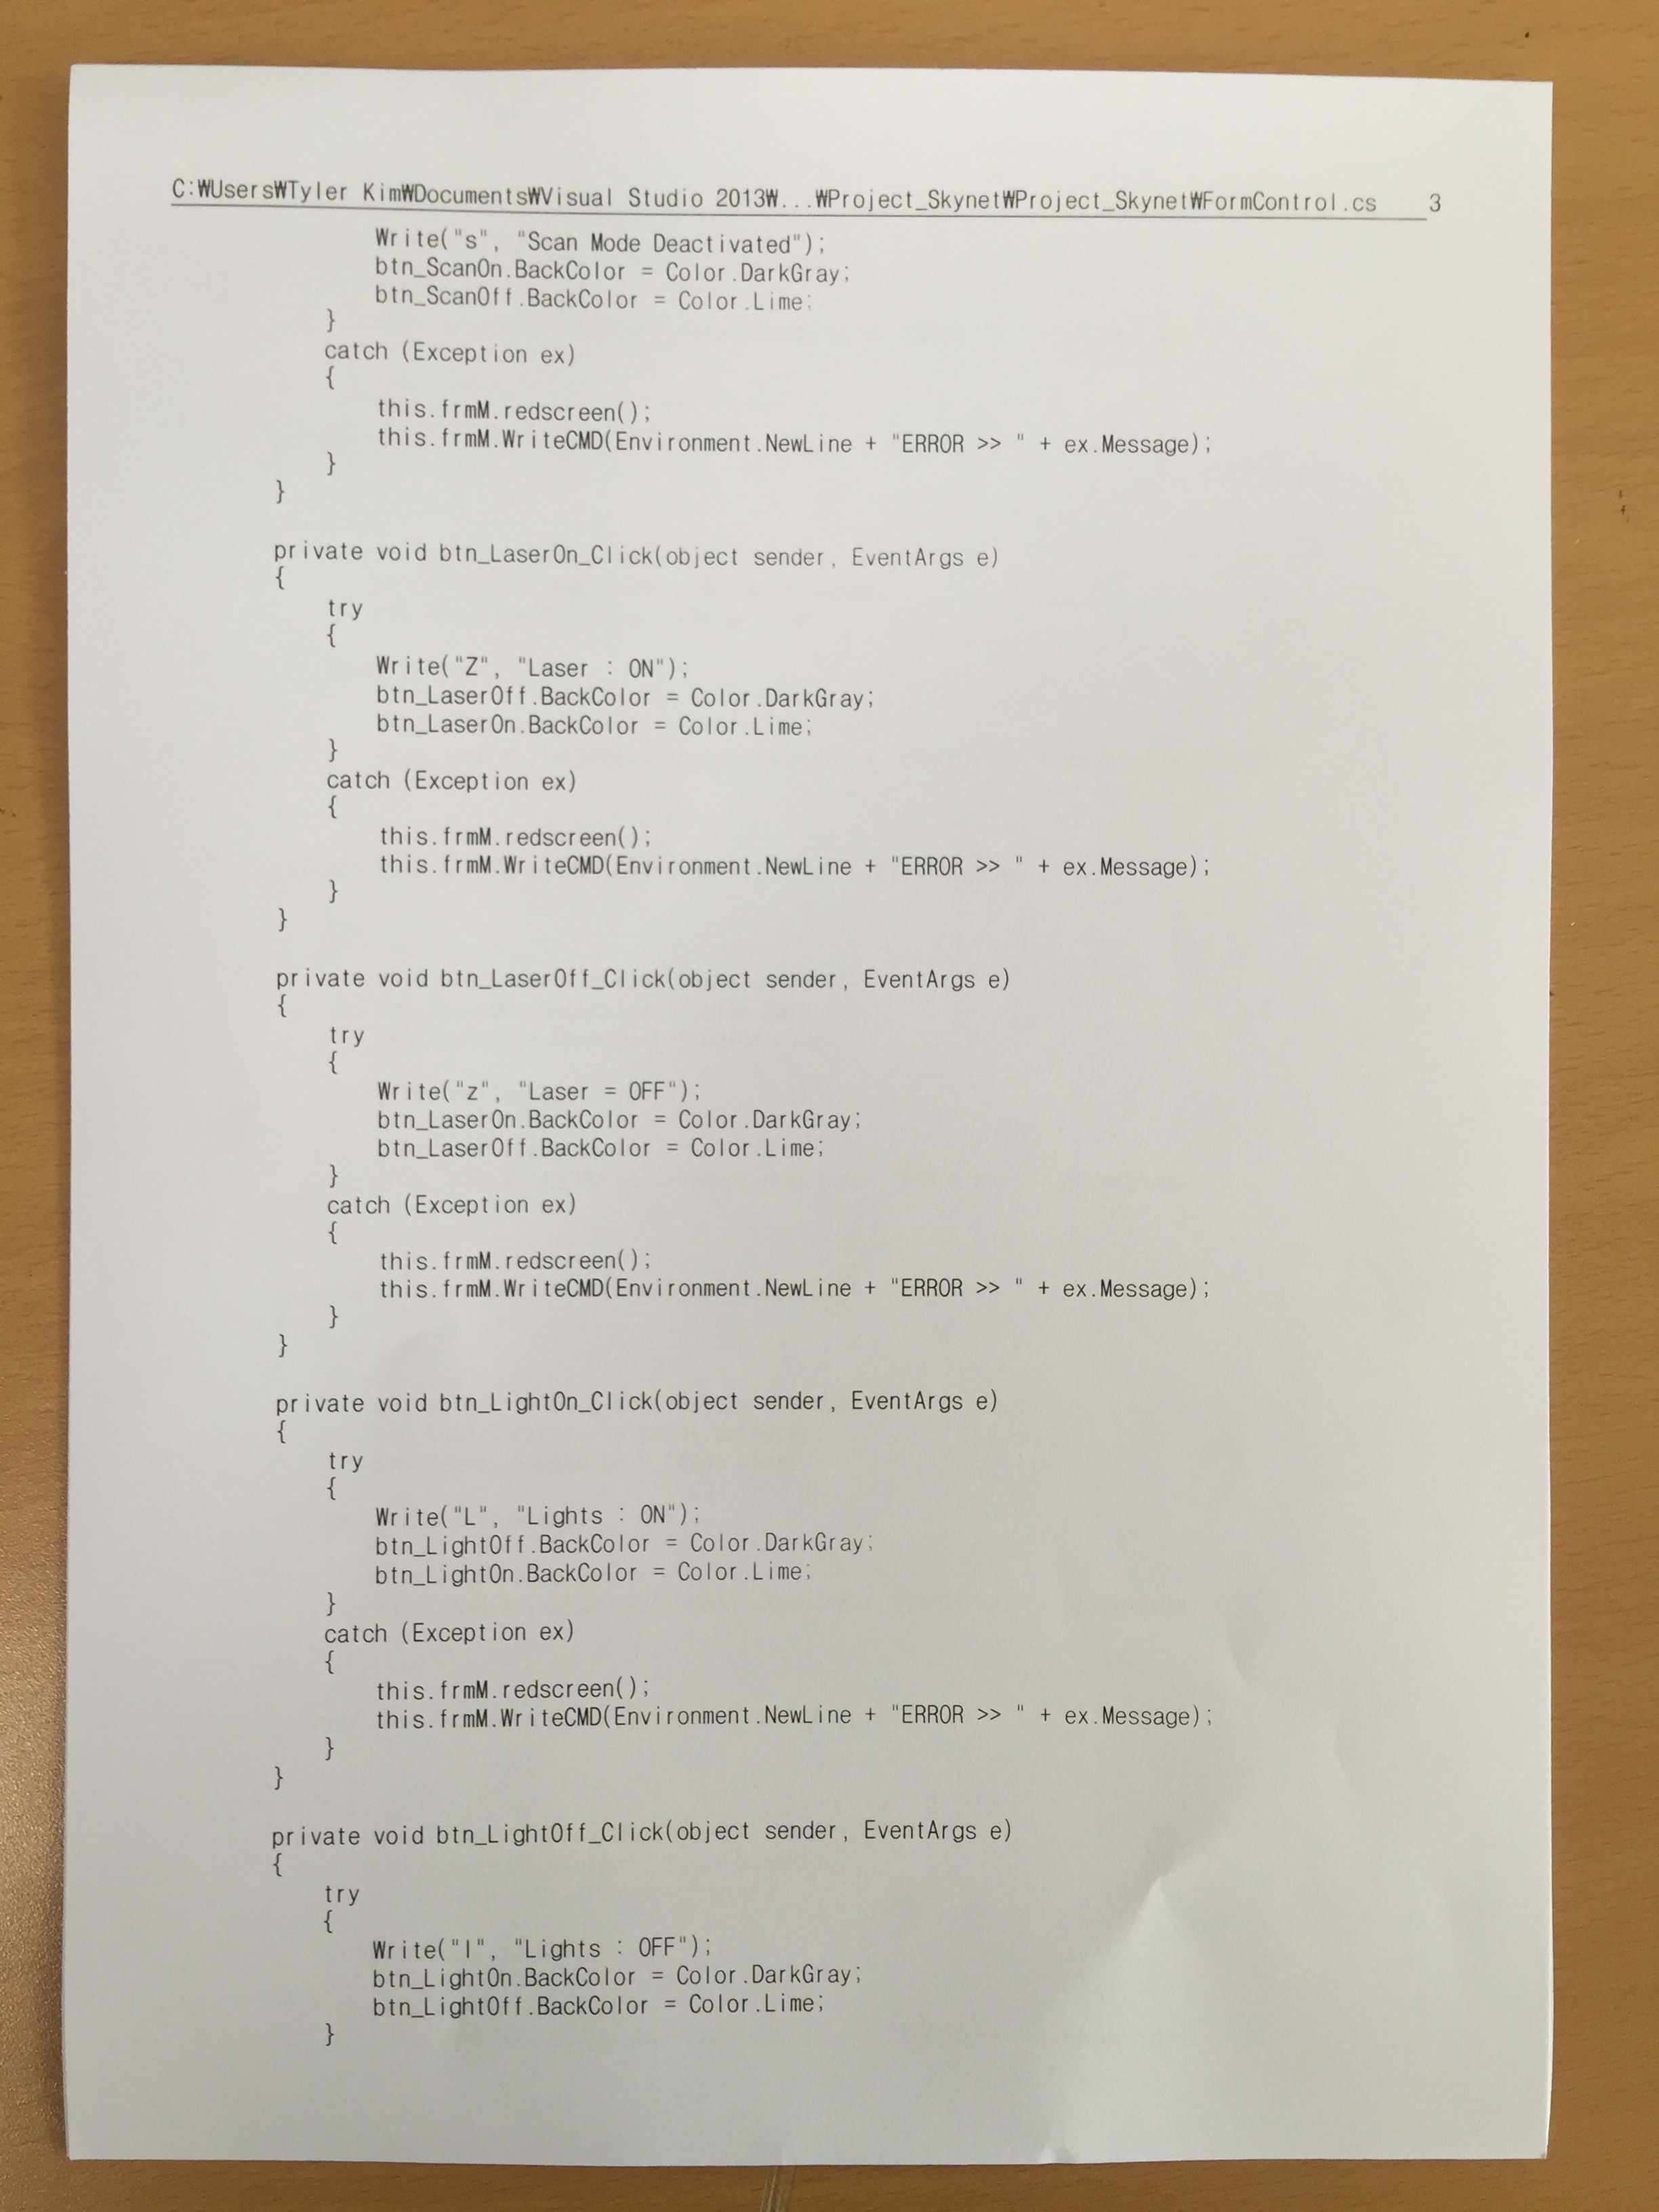 C:₩Users₩Tyler Kim₩Documents₩Visual Studio 2013₩...₩Project_Skynet₩Project_Skynet₩FormControl.cs 3
Write("s", "Scan Mode Deactivated");
btn_ScanOn.BackColor = Color.DarkGray;
btn_ScanOff.BackColor = Color.Lime;
}
catch (Exception ex)
{
this.frmM.redscreen();
this.frmM.WriteCMD(Environment.NewLine + "ERROR >> " + ex.Message);
}
}
private void btn_LaserOn_Click(object sender, EventArgs e)
{
try
{
Write("Z", "Laser : ON");
btn_LaserOff.BackColor = Color.DarkGray;
btn_LaserOn.BackColor = Color.Lime;
}
catch (Exception ex)
{
this.frmM.redscreen();
this.frmM.WriteCMD(Environment.NewLine + "ERROR >> " + ex.Message);
}
}
private void btn_LaserOff_Click(object sender, EventArgs e)
{
try
{
Write("z", "Laser = OFF");
btn_LaserOn.BackColor = Color.DarkGray;
btn_LaserOff.BackColor = Color.Lime;
}
catch (Exception ex)
{
this.frmM.redscreen();
this.frmM.WriteCMD(Environment.NewLine + "ERROR >> " + ex.Message);
}
}
private void btn_LightOn_Click(object sender, EventArgs e)
{
try
{
Write("L", "Lights : ON");
btn_LightOff.BackColor = Color.DarkGray;
btn_LightOn.BackColor = Color.Lime;
}
catch (Exception ex)
{
this.frmM.redscreen();
this.frmM.WriteCMD(Environment.NewLine + "ERROR >> " + ex.Message);
}
}
private void btn_LightOff_Click(object sender, EventArgs e)
{
try
{
Write("l", "Lights : OFF");
btn_LightOn.BackColor = Color.DarkGray;
btn_LightOff.BackColor = Color.Lime;
}